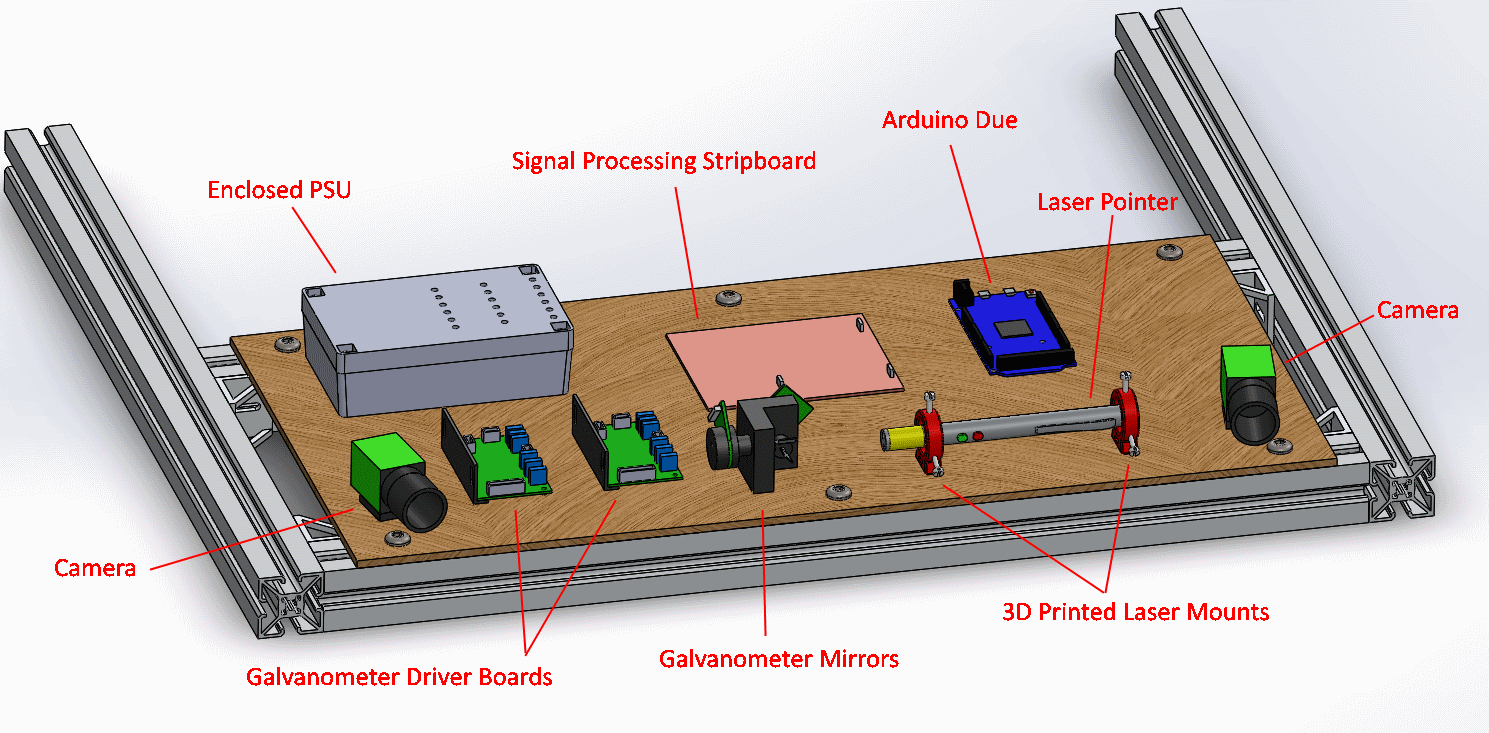 Arduino Due
Signal Processing Stripboard
Enclosed PSU
Laser Pointer
Camera
Camera
3D Printed Laser Mounts
Galvanometer Mirrors
Galvanometer Driver Boards